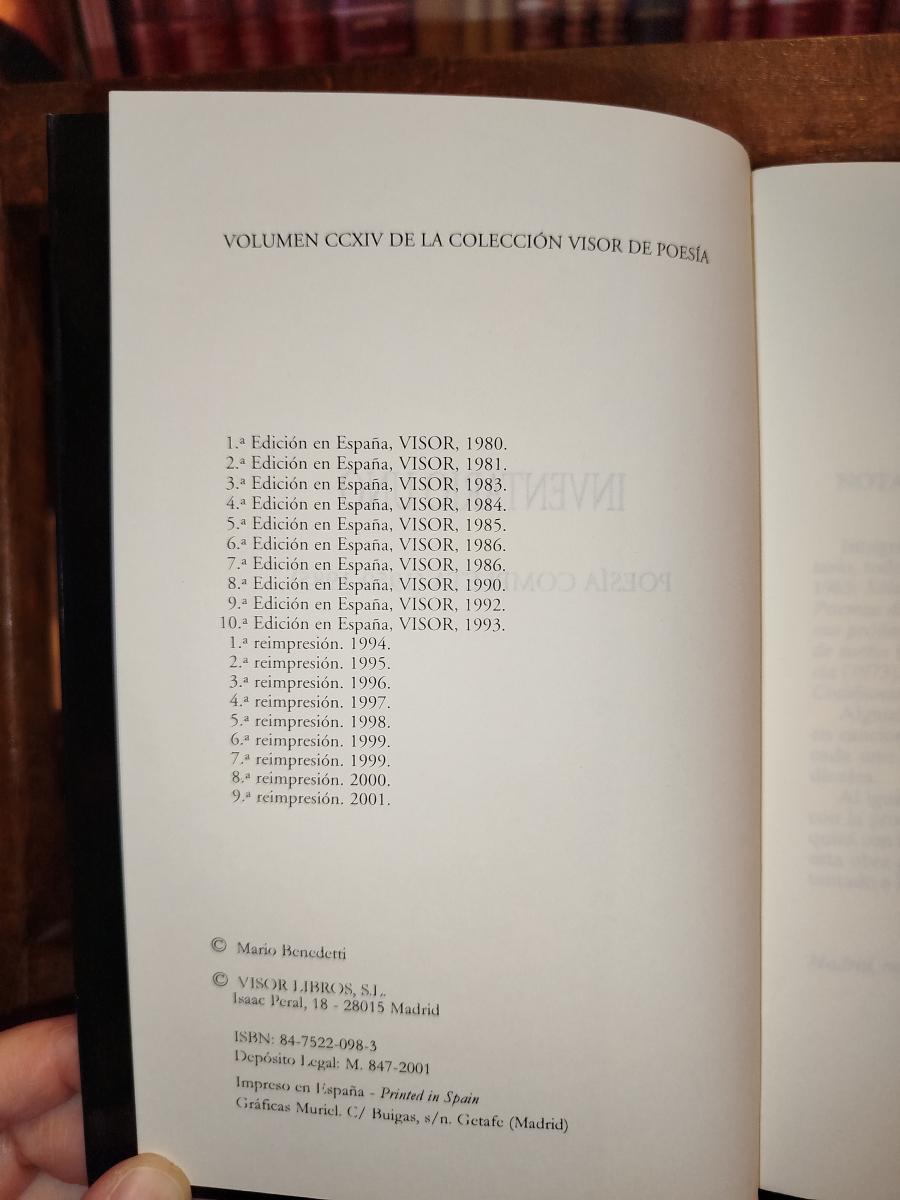 VOLUMEN CCXIV DE LA COLECCIÓN VISOR DE POESÍA
1.ª Edición en España, VISOR, 1980.
2.ª Edición en España, VISOR, 1981.
3.ª Edición en España, VISOR, 1983.
4.ª Edición en España, VISOR, 1984.
5.ª Edición en España, VISOR, 1985.
6.ª Edición en España, VISOR, 1986.
7.ª Edición en España, VISOR, 1986.
8.ª Edición en España, VISOR, 1990.
9.ª Edición en España, VISOR, 1992.
10.ª Edición en España, VISOR, 1993.
1.ª reimpresión. 1994.
2.ª reimpresión. 1995.
3.ª reimpresión. 1996.
4.ª reimpresión. 1997.
5.ª reimpresión. 1998.
6.ª reimpresión. 1999.
7.ª reimpresión. 1999.
8.ª reimpresión. 2000.
9.ª reimpresión. 2001.
© Mario Benedetti
© VISOR LIBROS, S.L.
Isaac Peral, 18 - 28015 Madrid
ISBN: 84-7522-098-3
Depósito Legal: M. 847-2001
Impreso en España - Printed in Spain
Gráficas Muriel. C/ Buigas, s/n. Getafe (Madrid)